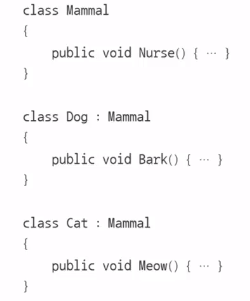 class Mammal
{
public void Nurse() { ··· }
}
class Dog : Mammal
{
public void Bark() { ··· }
}
class Cat : Mammal
{
public void Meow() { ··· }
}